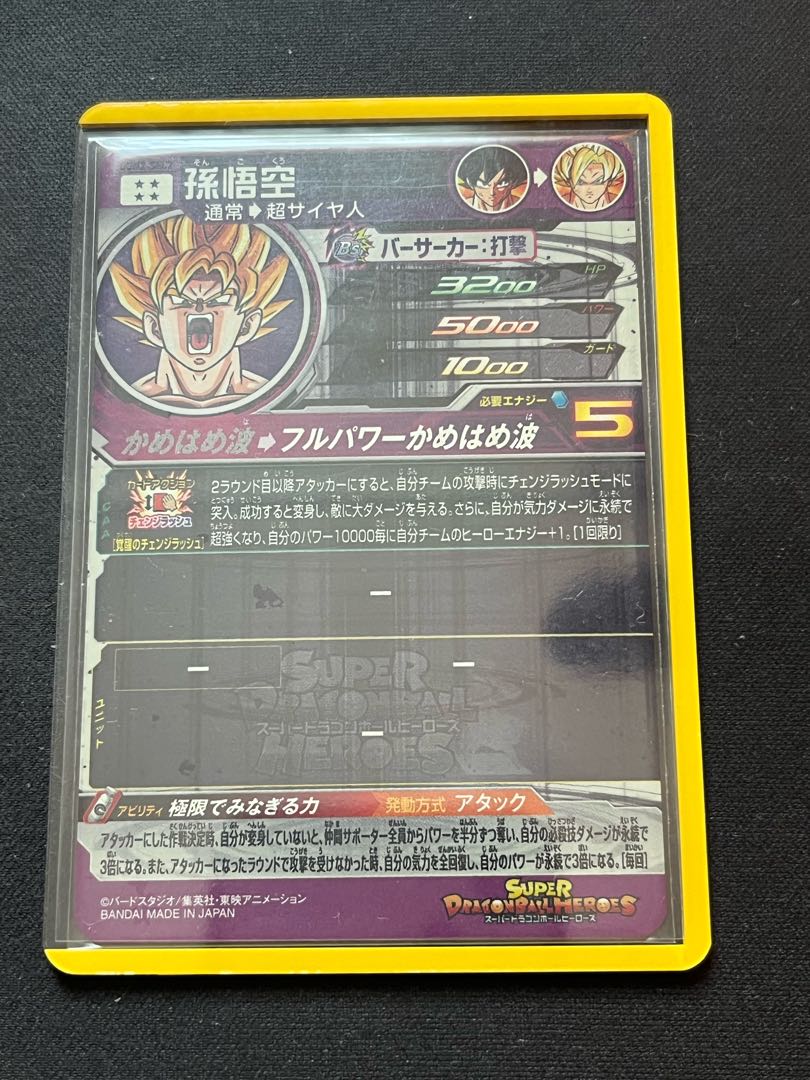 そん ご くう
孫悟空
通常➡超サイヤ人
Bs バーサーカー:打撃
HP
3200
パワー
5000
ガード
1000
必要エナジー
5
かめはめ波➡フルパワーかめはめ波
カードアクション
チェンジラッシュ
[覚醒のチェンジラッシュ]
CAA
2ラウンド目以降アタッカーにすると、自分チームの攻撃時にチェンジラッシュモードに
突入。成功すると変身し、敵に大ダメージを与える。さらに、自分が気力ダメージに永続で
超強くなり、自分のパワー10000毎に自分チームのヒーローエナジー+1。[1回限り]
ー
ー ー
ー
ユニット
SUPER
DRAGONBALL
スーパードラゴンボールヒーローズ
HEROES
アビリティ 極限でみなぎる力 発動方式 アタック
アタッカーにした作戦決定時、自分が変身していないと、仲間サポーター全員からパワーを半分ずつ奪い、自分の必殺技ダメージが永続で
3倍になる。また、アタッカーになったラウンドで攻撃を受けなかった時、自分の気力を全回復し、自分のパワーが永続で3倍になる。[毎回]
©バードスタジオ/集英社・東映アニメーション
BANDAI MADE IN JAPAN
SUPER
DRAGONBALL HEROES
スーパードラゴンボールヒーローズ